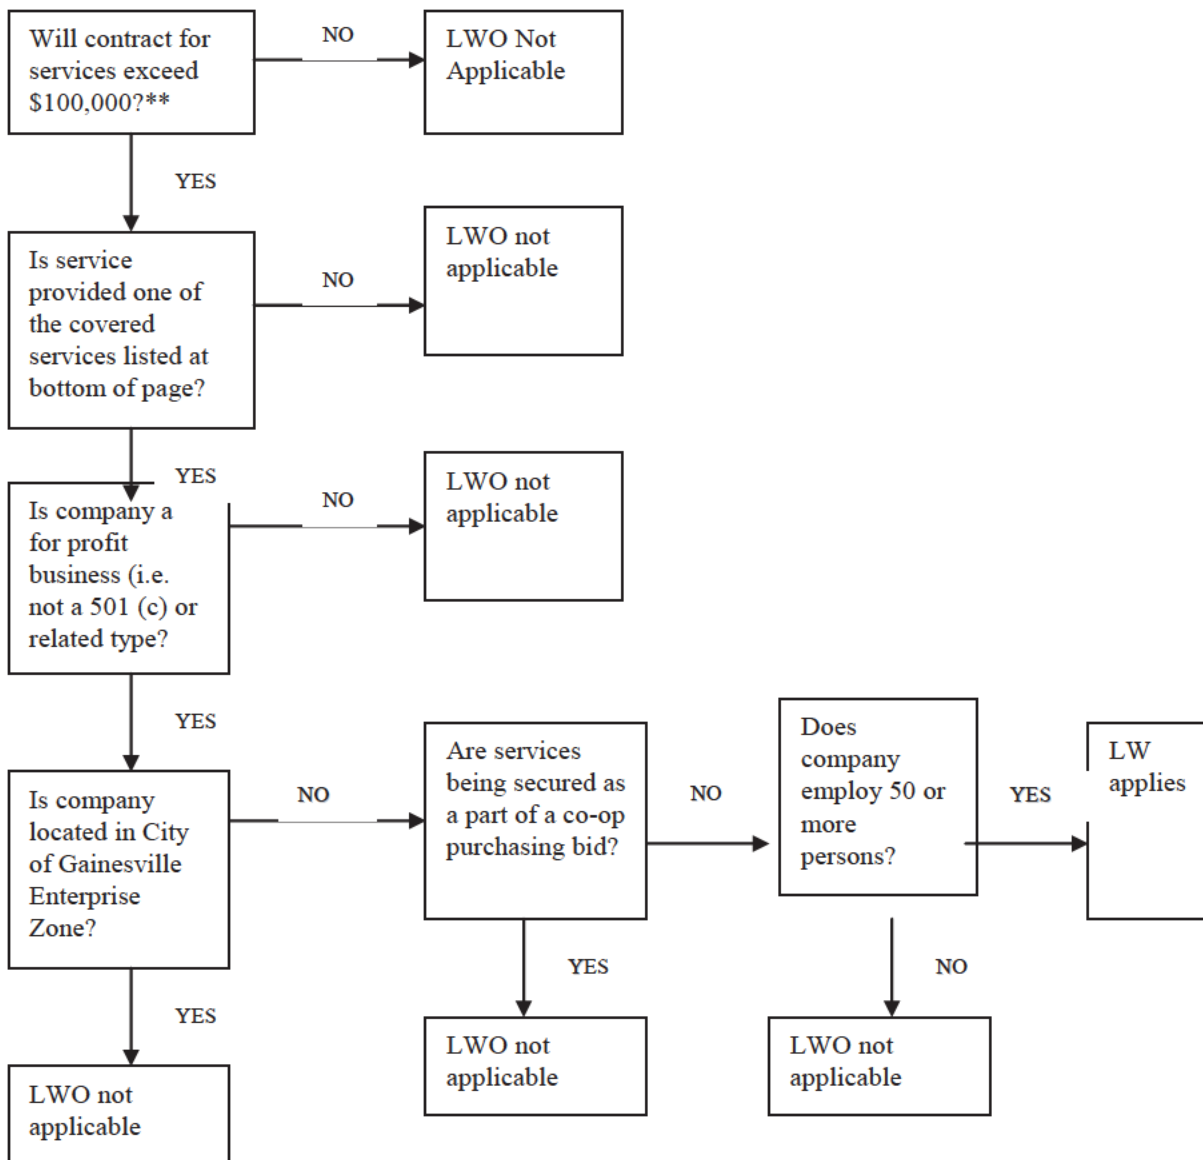 Will contract for
services exceed
$100,000?**
NO
LWO Not
Applicable
YES
Is service
provided one of
the covered
services listed at
bottom of page?
NO
LWO not
applicable
YES
Is company a
for profit
business (i.e.
not a 501 (c) or
related type?
NO
LWO not
applicable
YES
Is company
located in City
of Gainesville
Enterprise
Zone?
NO
Are services
being secured as
a part of a co-op
purchasing bid?
NO
Does
company
employ 50 or
more
persons?
YES
LW
applies
YES
LWO not
applicable
YES
LWO not
applicable
NO
LWO not
applicable